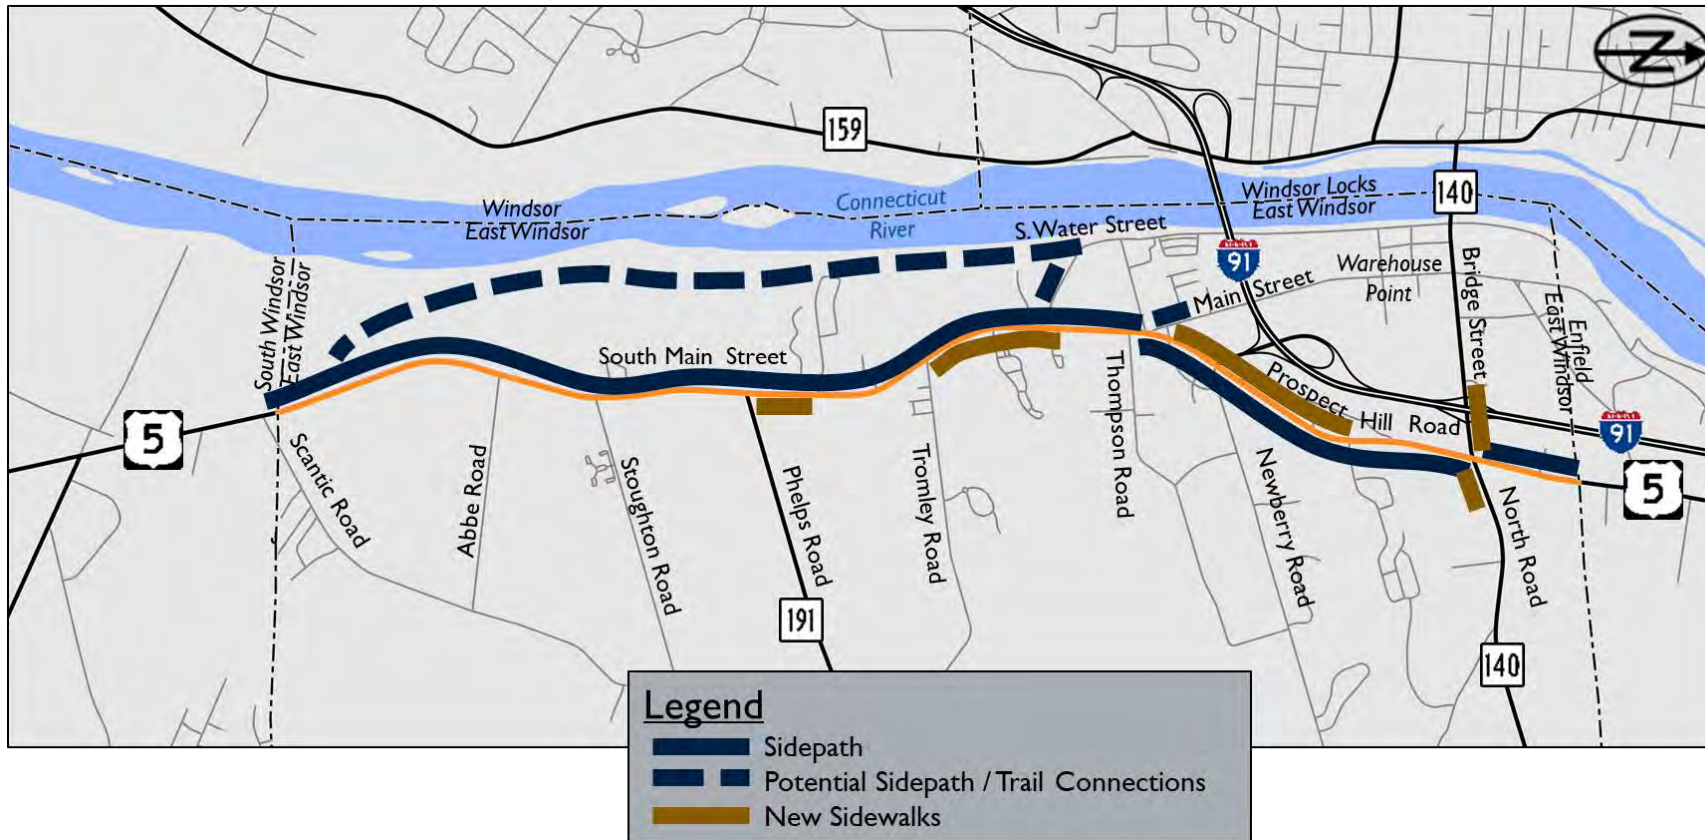 159
Z
Windsor
East Windsor
Connecticut
River
Windsor Locks
East Windsor
140
S. Water Street
91
Main Street
Warehouse
Point
Bridge Street
South Windsor
East Windsor
Enfield
East Windsor
South Main Street
Prospect Hill Road
5
91
5
Scantic Road
Abbe Road
Stoughton Road
Phelps Road
Tromley Road
Thompson Road
Newberry Road
North Road
191
140
Legend
Sidepath
Potential Sidepath / Trail Connections
New Sidewalks